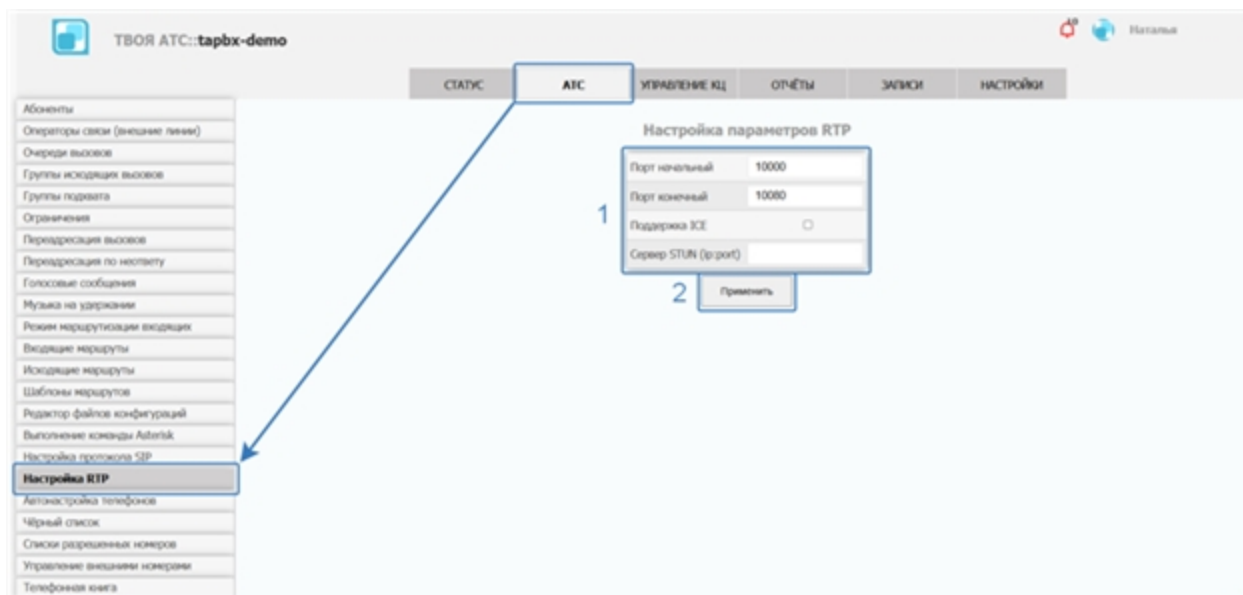 ТВОЯ АТС::tapbx-demo
10
Наталья
СТАТУС
АТС
УПРАВЛЕНИЕ КЦ
ОТЧЁТЫ
ЗАПИСИ
НАСТРОЙКИ
Абоненты
Операторы связи (внешние линии)
Очереди вызовов
Группы исходящих вызовов
Группы подхвата
Ограничения
Переадресация вызовов
Переадресация по неответу
Голосовые сообщения
Музыка на удержании
Режим маршрутизации входящих
Входящие маршруты
Исходящие маршруты
Шаблоны маршрутов
Редактор файлов конфигураций
Выполнение команды Asterisk
Настройка протокола SIP
Настройка RTP
Автонастройка телефонов
Чёрный список
Списки разрешенных номеров
Управление внешними номерами
Телефонная книга
Настройка параметров RTP
1
Порт начальный 10000
Порт конечный 10080
Поддержка ICE
Сервер STUN (ip:port)
2
Применить